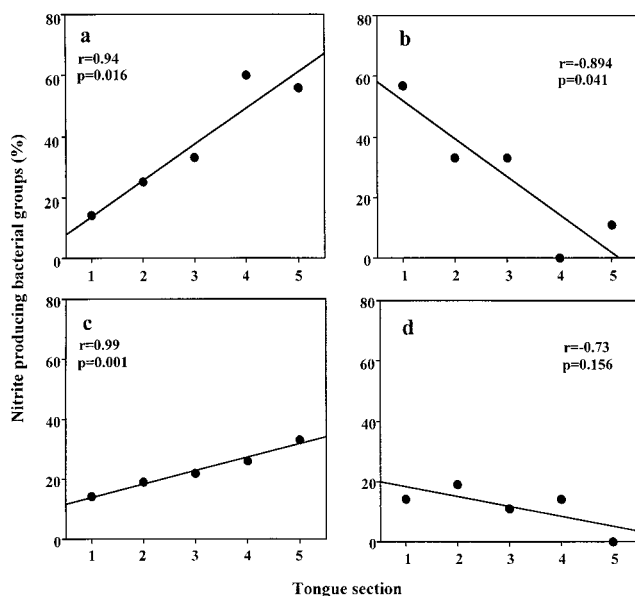 Nitrite producing bacterial groups (%)
80
60
40
20
0
a
r=0.94
p=0.016
1 2 3 4 5
80
60
40
20
0
b
r=-0.894
p=0.041
1 2 3 4 5
80
60
40
20
0
c
r=0.99
p=0.001
1 2 3 4 5
80
60
40
20
0
d
r=-0.73
p=0.156
1 2 3 4 5
Tongue section